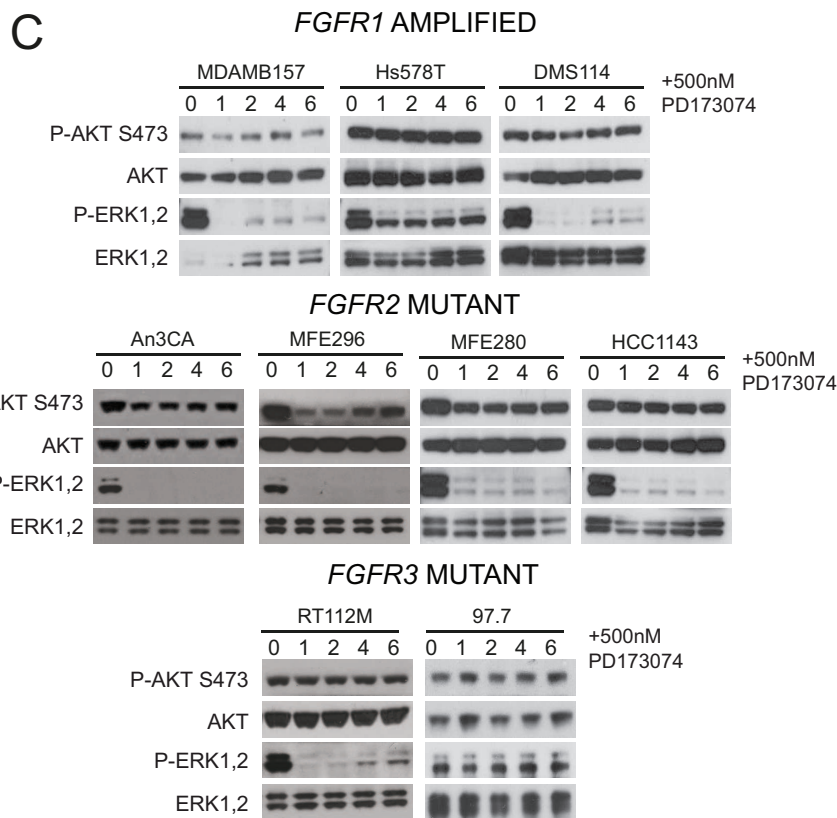 C
FGFR1 AMPLIFIED
MDAMB157 Hs578T DMS114
+500nM
PD173074
0 1 2 4 6 0 1 2 4 6 0 1 2 4 6
P-AKT S473
AKT
P-ERK1,2
ERK1,2
FGFR2 MUTANT
An3CA MFE296 MFE280 HCC1143
+500nM
PD173074
0 1 2 4 6 0 1 2 4 6 0 1 2 4 6 0 1 2 4 6
AKT S473
AKT
P-ERK1,2
ERK1,2
FGFR3 MUTANT
RT112M 97.7
+500nM
PD173074
0 1 2 4 6 0 1 2 4 6
P-AKT S473
AKT
P-ERK1,2
ERK1,2